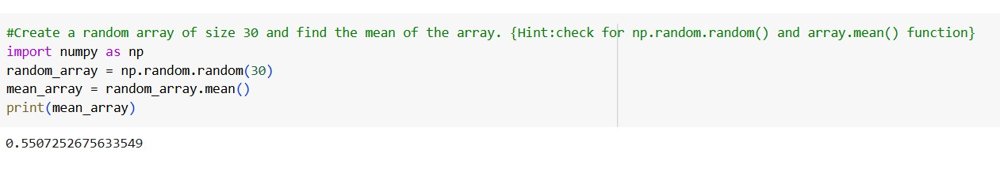 #Create a random array of size 30 and find the mean of the array. {Hint:check for np.random.random() and array.mean() function}
import numpy as np
random_array = np.random.random(30)
mean_array = random_array.mean()
print(mean_array)
0.5507252675633549